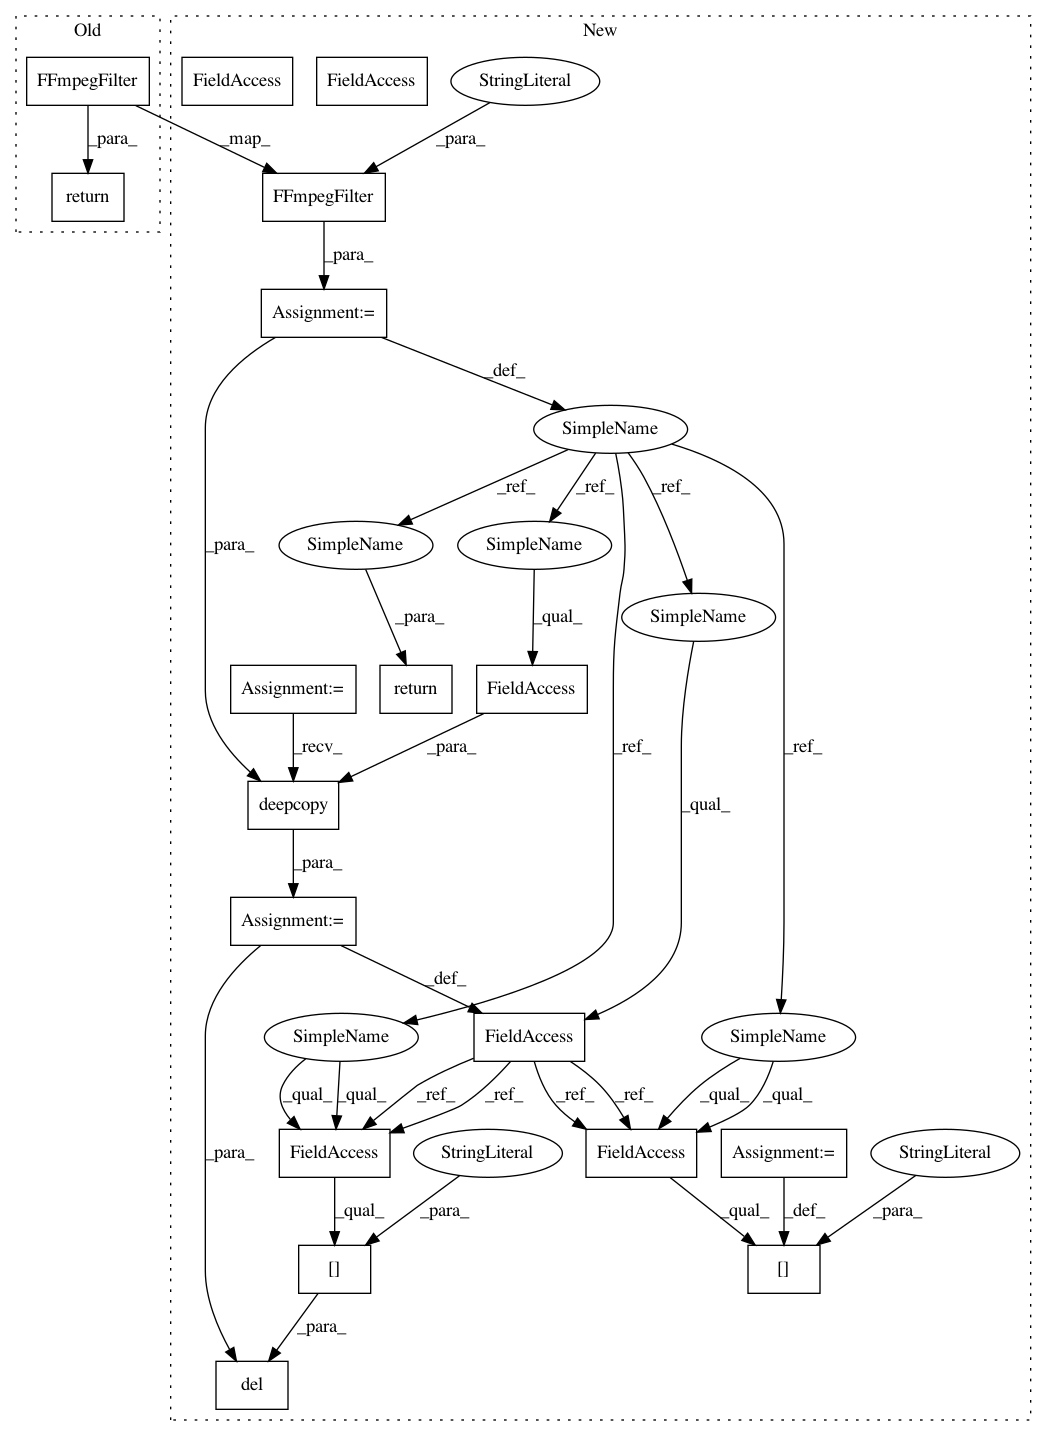 Old
New
FFmpegFilter
FieldAccess
FieldAccess
StringLiteral
_para_
_map_
_para_
return
FFmpegFilter
_para_
Assignment:=
_def_
SimpleName
_ref_
_ref_
_ref_
_para_
SimpleName
SimpleName
SimpleName
_para_
_qual_
Assignment:=
return
FieldAccess
_recv_
_para_
_ref_
_ref_
deepcopy
_qual_
_para_
Assignment:=
_def_
SimpleName
FieldAccess
SimpleName
_qual_
_qual_
_ref_
_ref_
_ref_
_ref_
_qual_
_qual_
_para_
FieldAccess
StringLiteral
FieldAccess
Assignment:=
StringLiteral
_qual_
_para_
_qual_
_def_
_para_
[]
[]
_para_
del